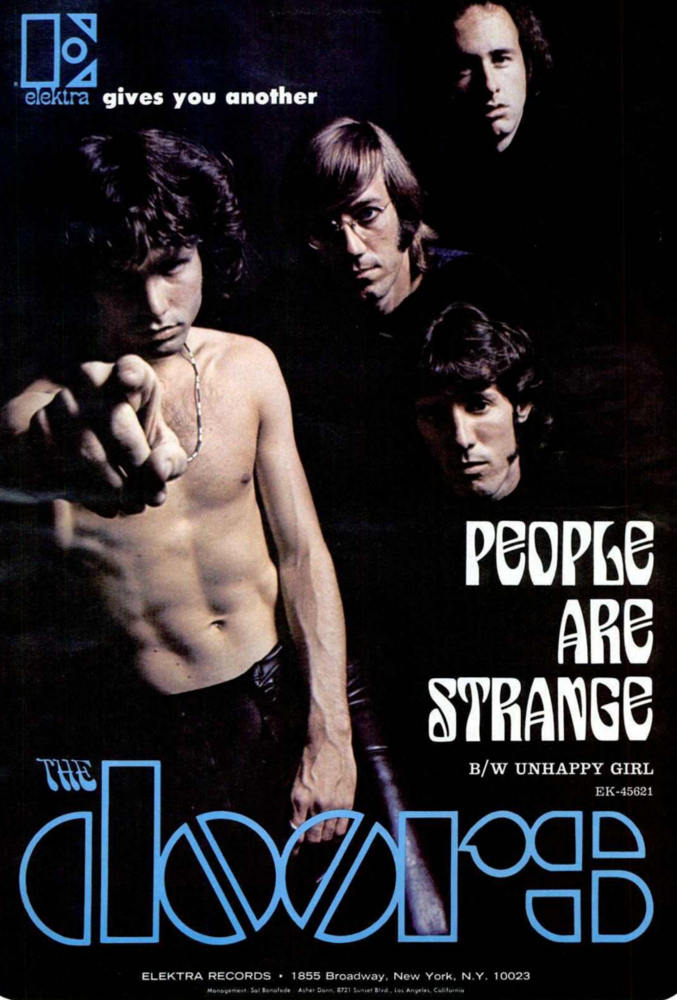 elektra gives you another
PEOPLE
ARE
STRANGE
B/W UNHAPPY GIRL
EK-45621
THE
doors
ELEKTRA RECORDS • 1855 Broadway, New York, N.Y. 10023
Management: Sal Bonafede Asher Dann, 8721 Sunset Blvd., Los Angeles, California